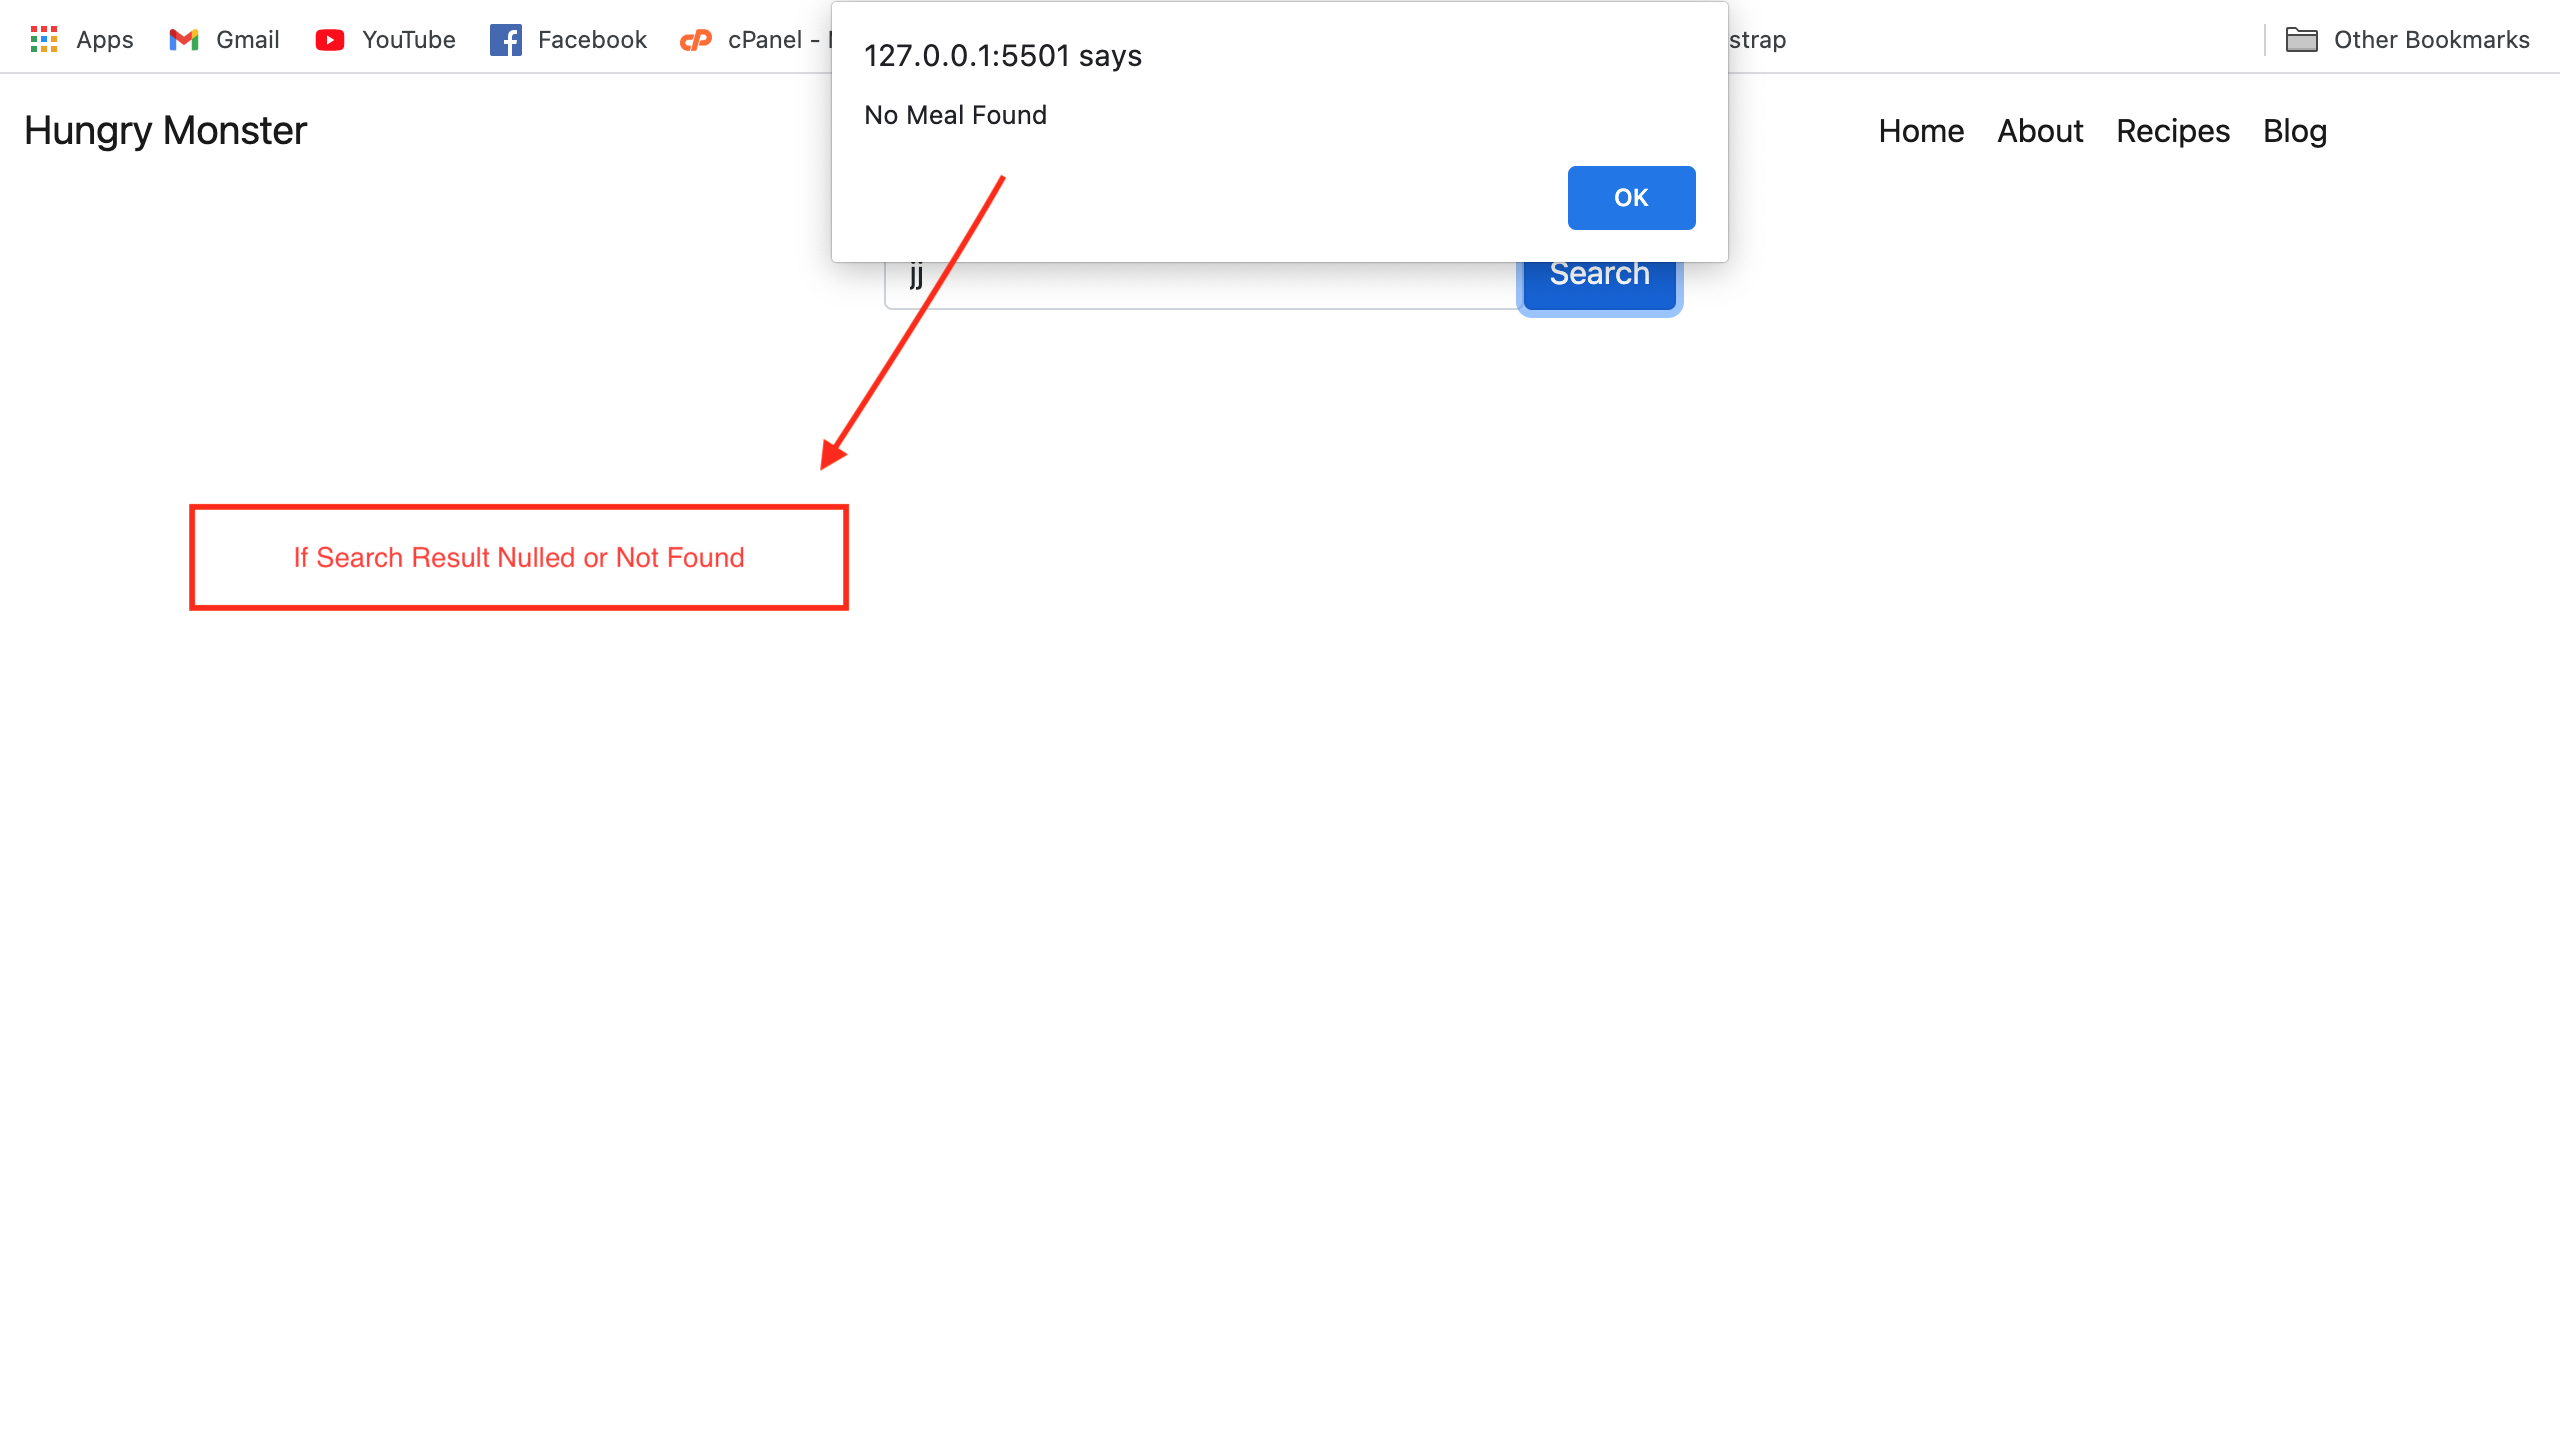 Apps Gmail YouTube Facebook cPanel - strap Other Bookmarks
127.0.0.1:5501 says
No Meal Found
OK
Hungry Monster Home About Recipes Blog
jj Search
If Search Result Nulled or Not Found